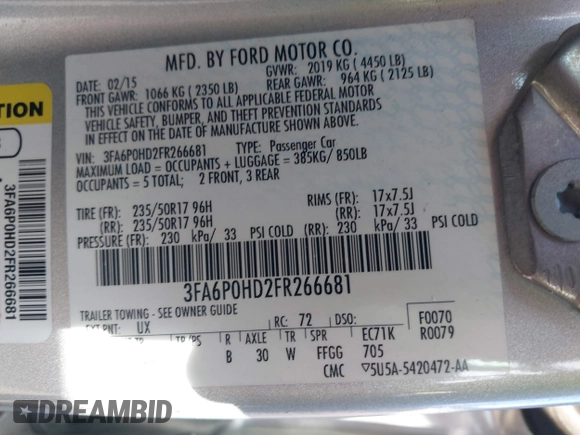 MFD. BY FORD MOTOR CO.
DATE: 02/15 GVWR: 2019 KG ( 4450 LB)
FRONT GAWR: 1066 KG ( 2350 LB) REAR GAWR: 964 KG ( 2125 LB)
THIS VEHICLE CONFORMS TO ALL APPLICABLE FEDERAL MOTOR
VEHICLE SAFETY, BUMPER, AND THEFT PREVENTION STANDARDS
IN EFFECT ON THE DATE OF MANUFACTURE SHOWN ABOVE.
VIN: 3FA6P0HD2FR266681 TYPE: Passenger Car
MAXIMUM LOAD = OCCUPANTS + LUGGAGE = 385KG/ 850LB
OCCUPANTS = 5 TOTAL; 2 FRONT, 3 REAR
TIRE (FR): 235/50R17 96H RIMS (FR): 17x7.5J
(RR): 235/50R17 96H (RR): 17x7.5J
PRESSURE (FR): 230 kPa/ 33 PSI COLD (RR): 230 kPa/ 33 PSI COLD
3FA6P0HD2FR266681
TRAILER TOWING - SEE OWNER GUIDE
EXT PNT: UX RC: 72 DSO: F0070
R AXLE TR SPR EC71K R0079
B 30 W FFGG 705
CMC 5U5A-5420472-AA
3FA6P0HD2FR266681
DREAMBID